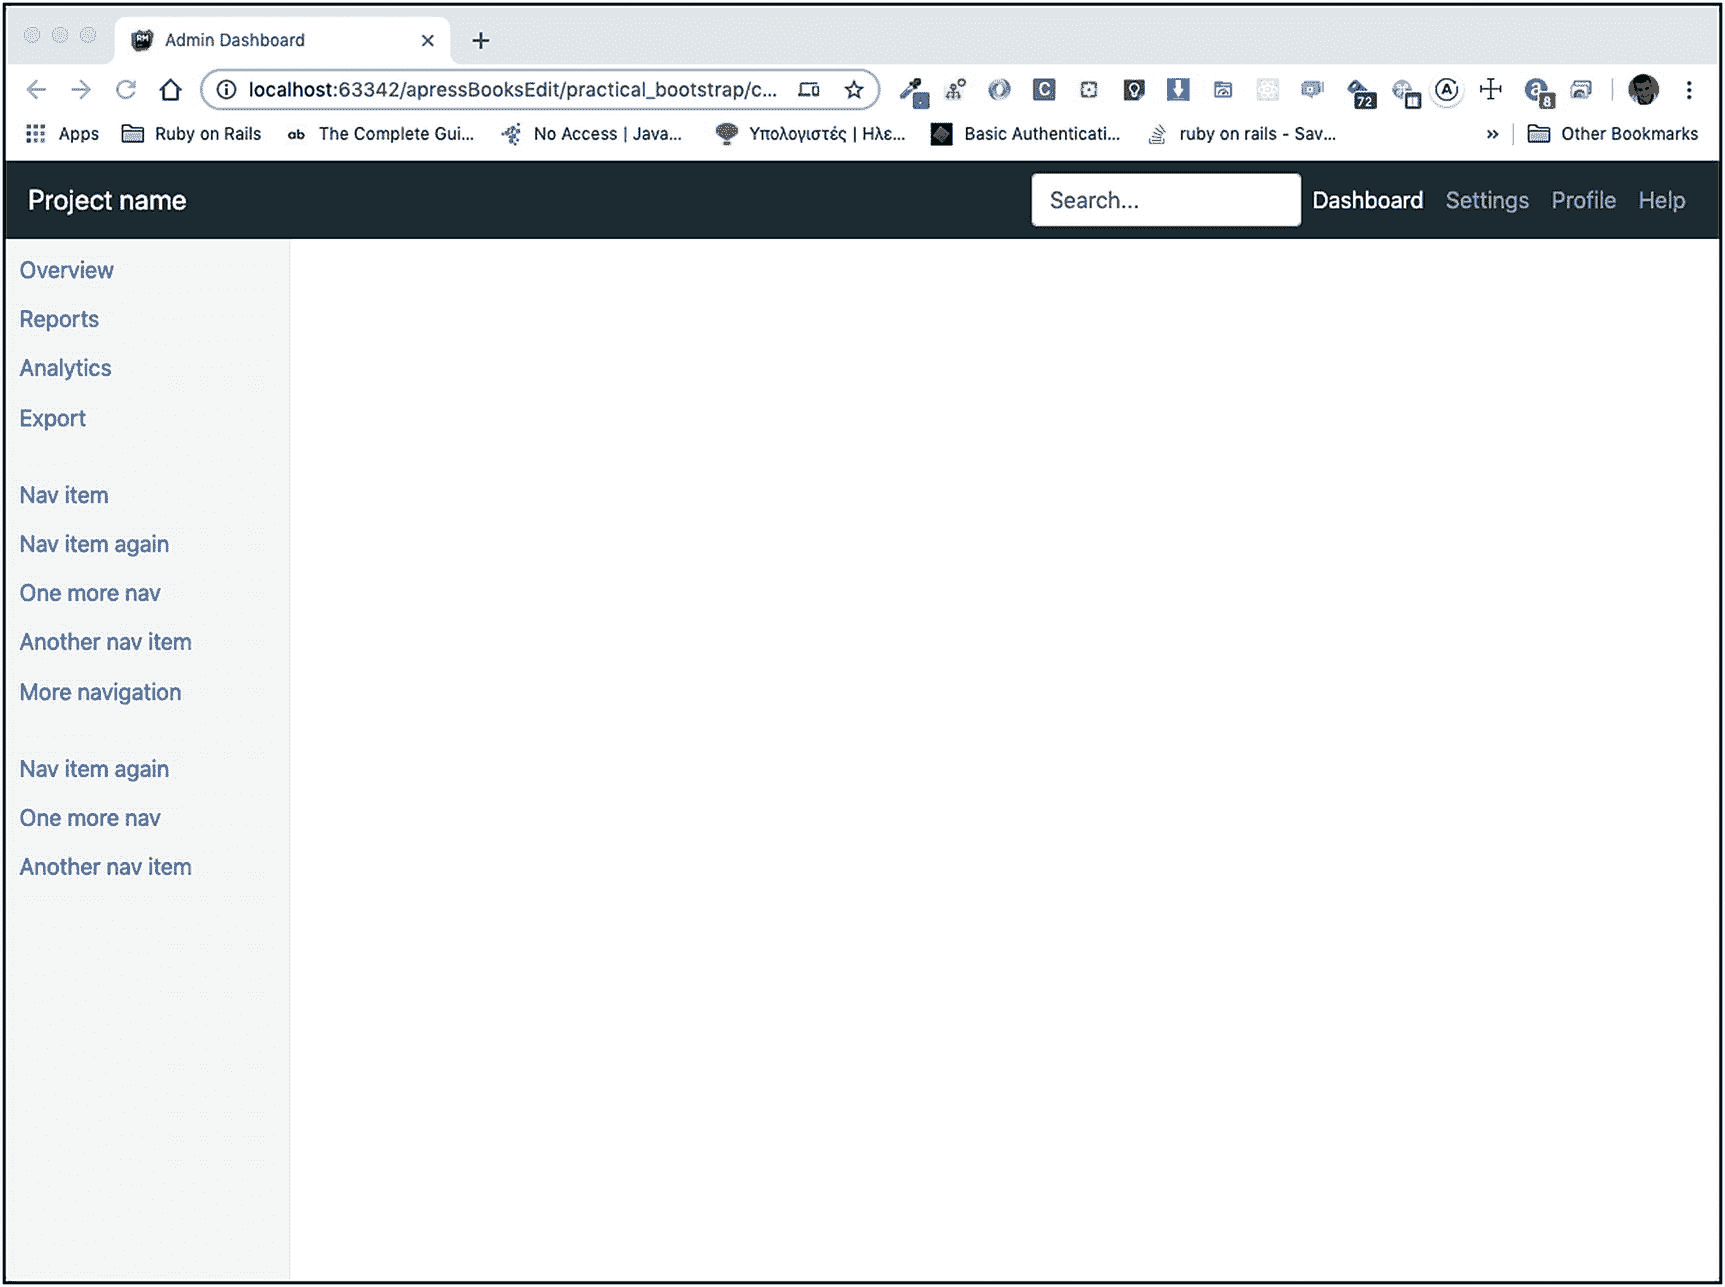 Admin Dashboard
localhost:63342/apressBooksEdit/practical_bootstrap/c...
72
8
Apps Ruby on Rails The Complete Gui... No Access | Java... Υπολογιστές | Ηλε... Basic Authenticati... ruby on rails - Sav... » Other Bookmarks
Project name Search... Dashboard Settings Profile Help
Overview
Reports
Analytics
Export
Nav item
Nav item again
One more nav
Another nav item
More navigation
Nav item again
One more nav
Another nav item